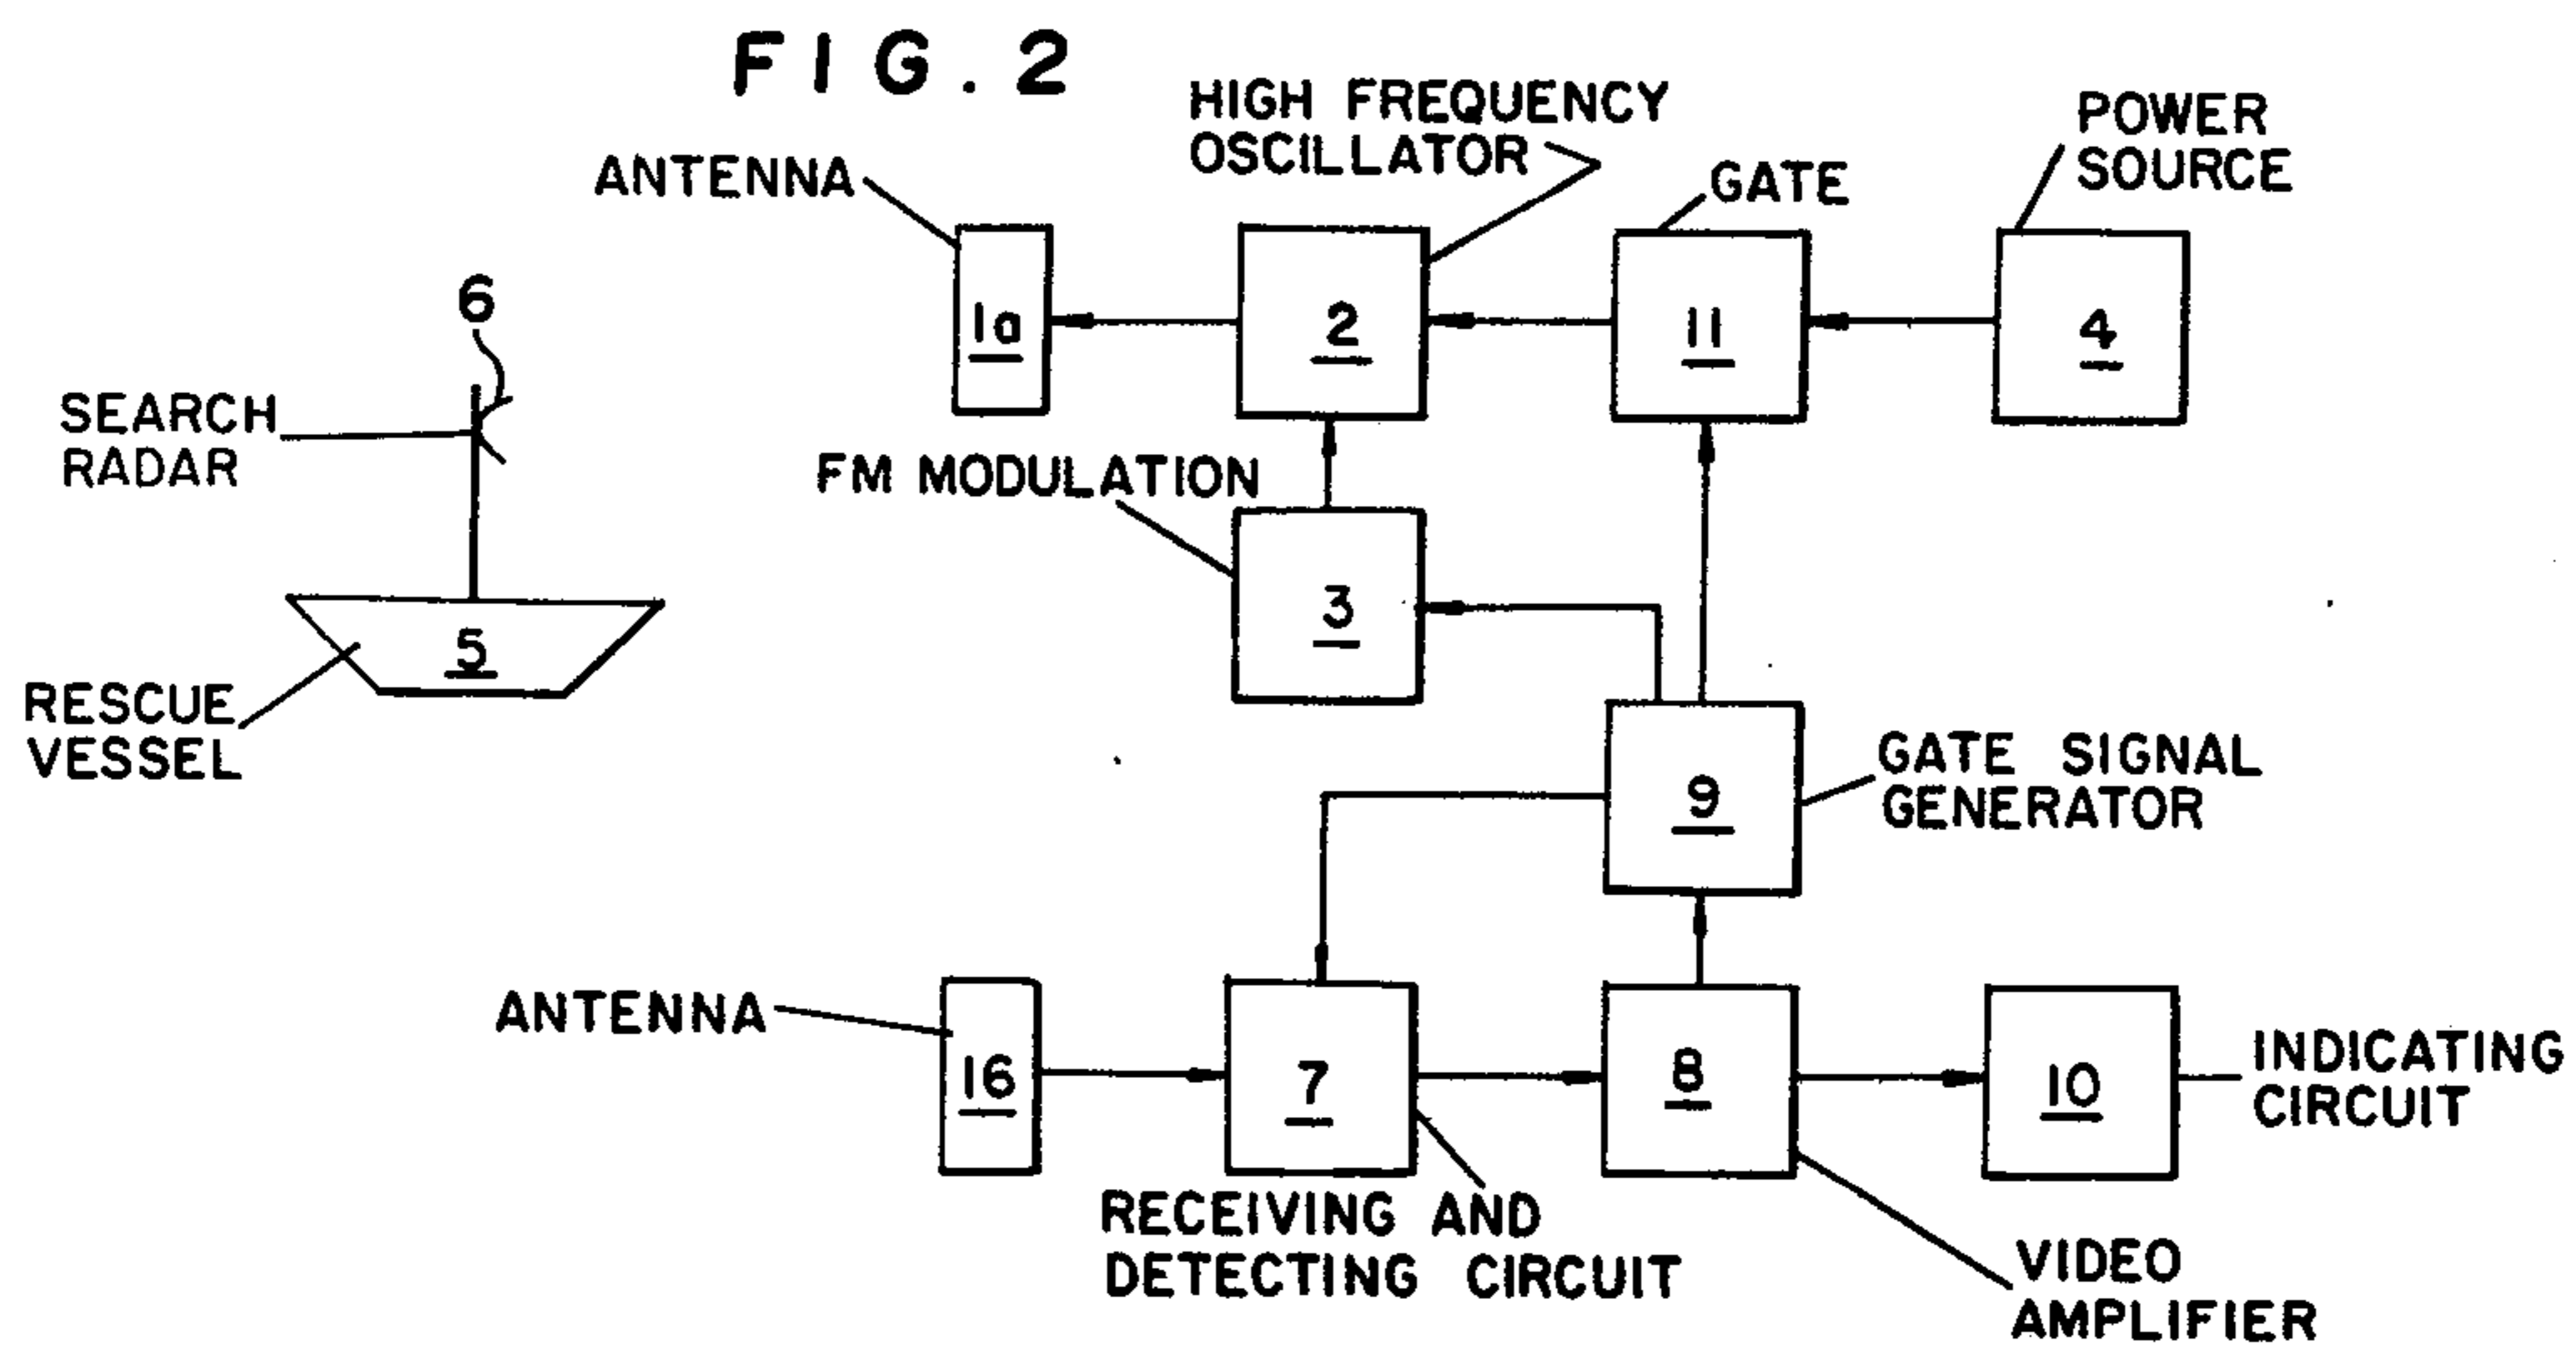 FIG. 2
HIGH FREQUENCY
OSCILLATOR
POWER
SOURCE
ANTENNA
GATE
6
1a
2
11
4
SEARCH
RADAR
FM MODULATION
3
5
RESCUE
VESSEL
9
GATE SIGNAL
GENERATOR
ANTENNA
16
7
8
10
INDICATING
CIRCUIT
RECEIVING AND
DETECTING CIRCUIT
VIDEO
AMPLIFIER